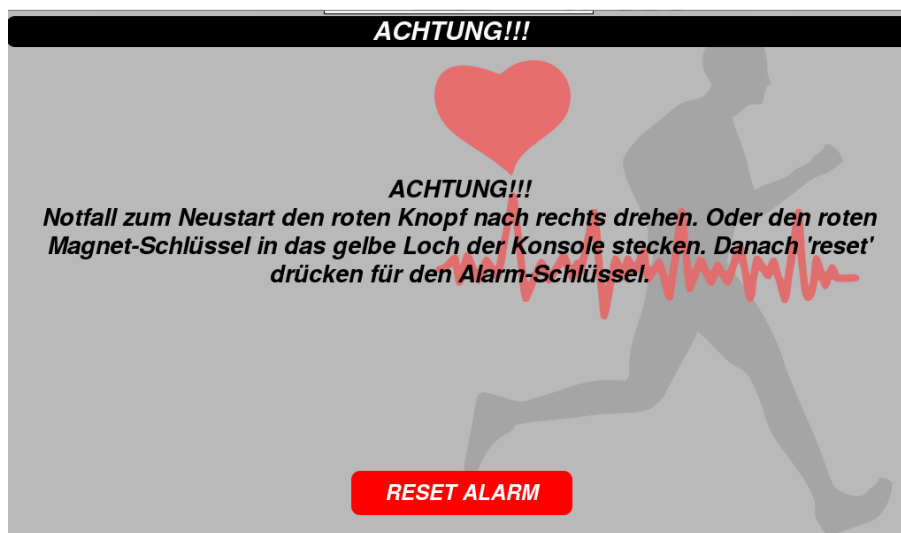 ACHTUNG!!!
ACHTUNG!!!
Notfall zum Neustart den roten Knopf nach rechts drehen. Oder den roten
Magnet-Schlüssel in das gelbe Loch der Konsole stecken. Danach 'reset'
drücken für den Alarm-Schlüssel.
RESET ALARM